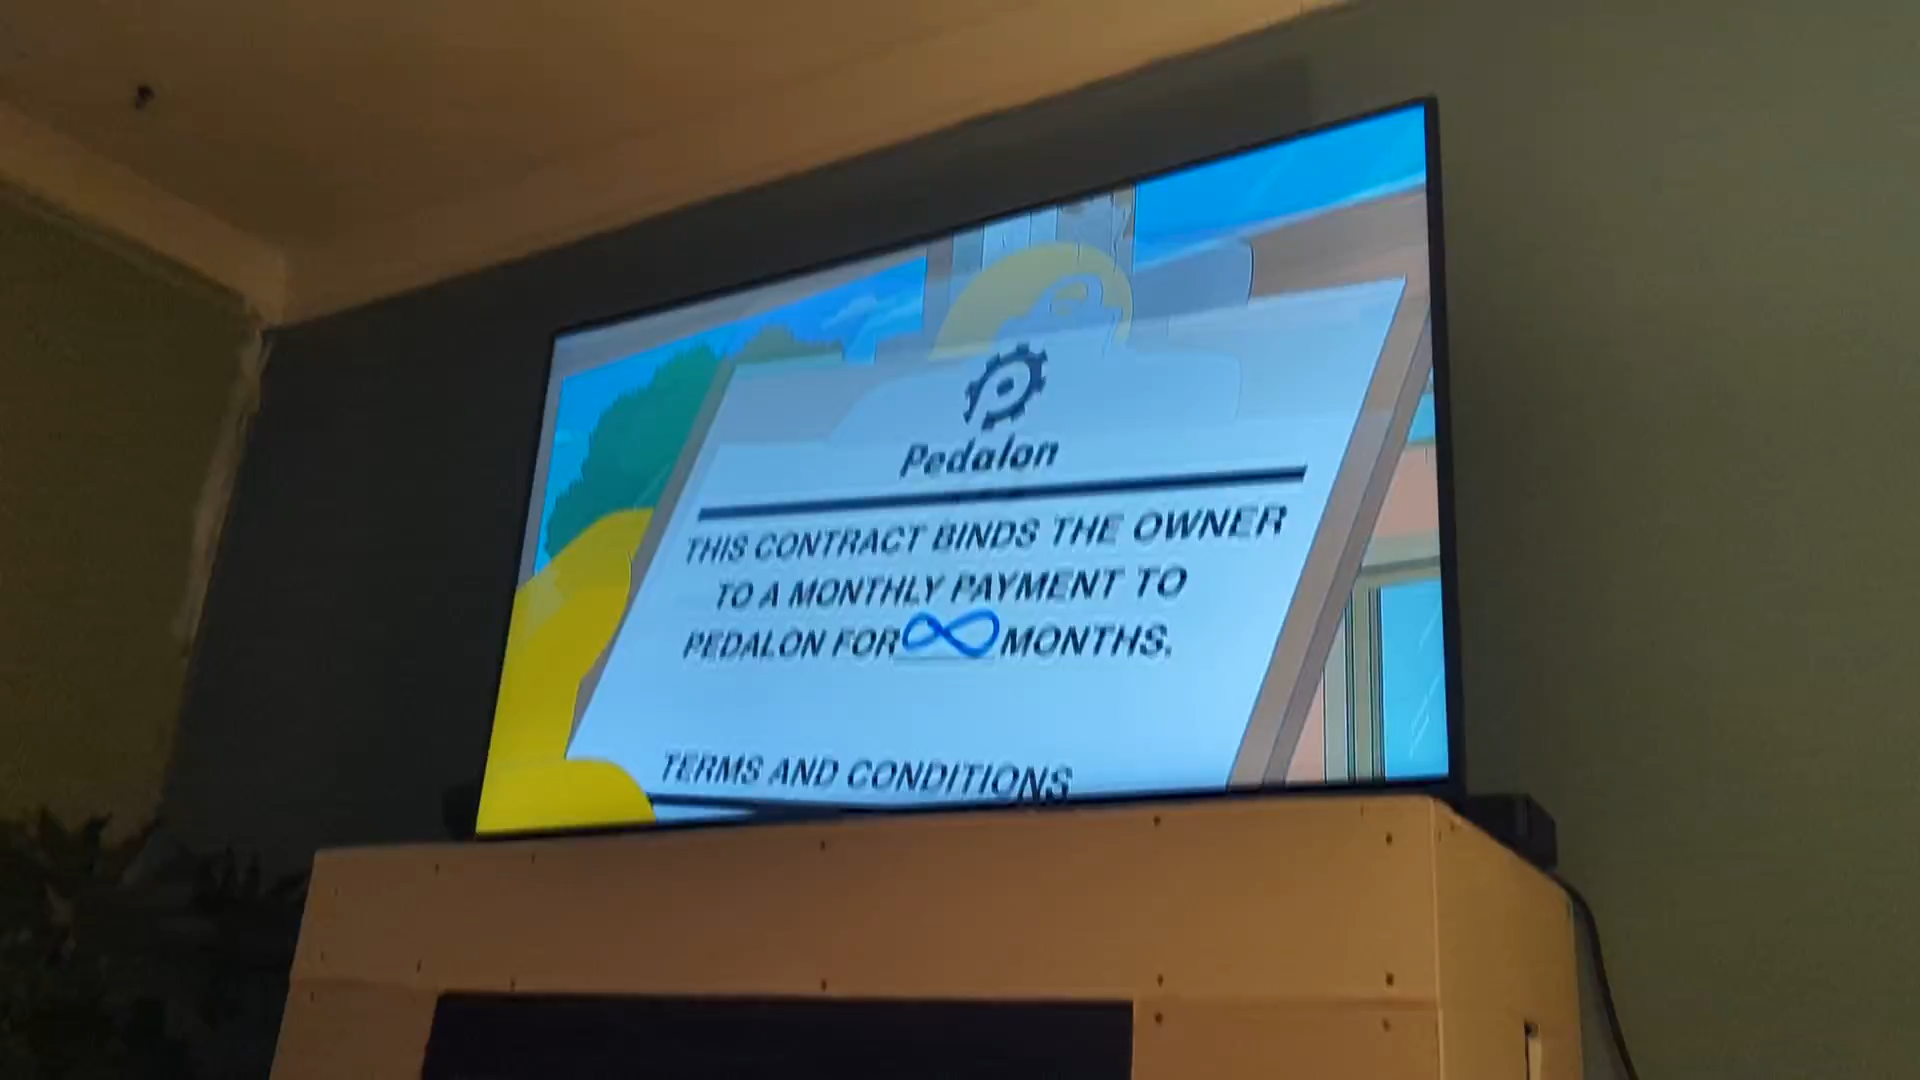 Pedalon
THIS CONTRACT BINDS THE OWNER
TO A MONTHLY PAYMENT TO
PEDALON FOR ∞ MONTHS.
TERMS AND CONDITIONS